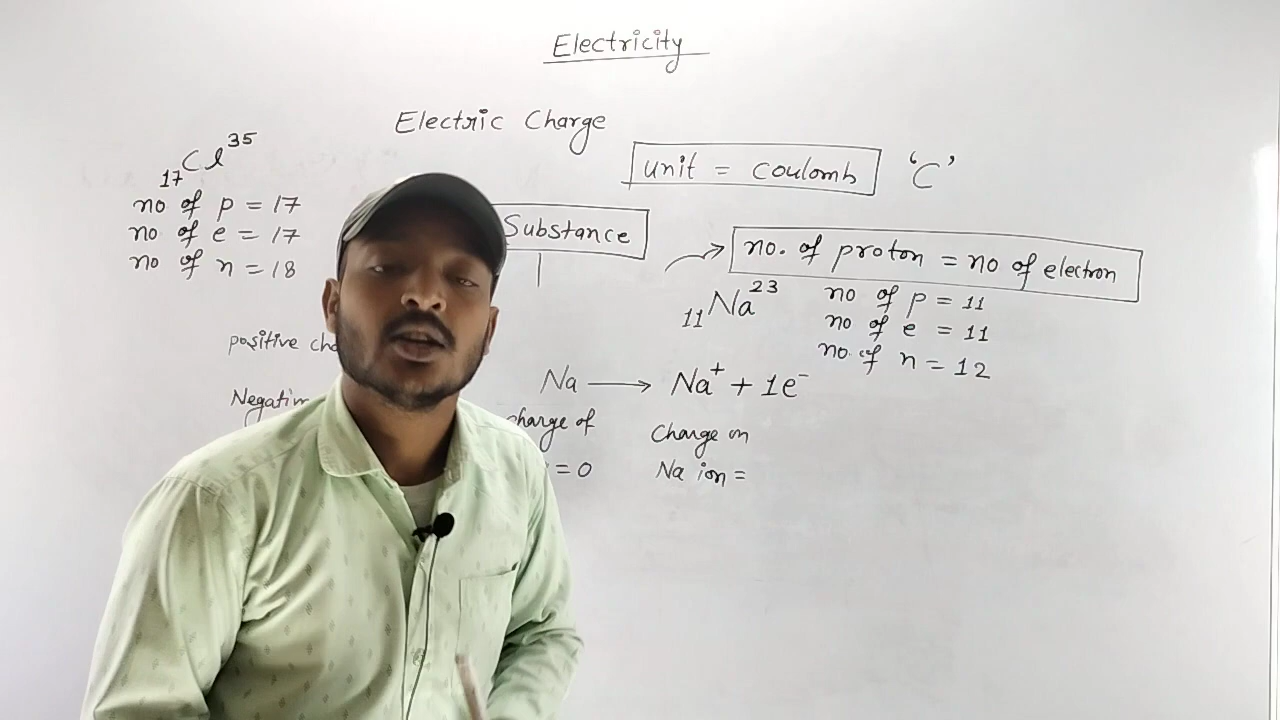 Electricity
Electric Charge
17Cl35
unit = coulomb 'C'
no of p = 17
no of e = 17
no of n = 18
Substance
no. of proton = no of electron
11Na23
no of p = 11
no of e = 11
no. of n = 12
positive
Na → Na+ + 1e-
charge of
= 0
Charge on
Na ion =